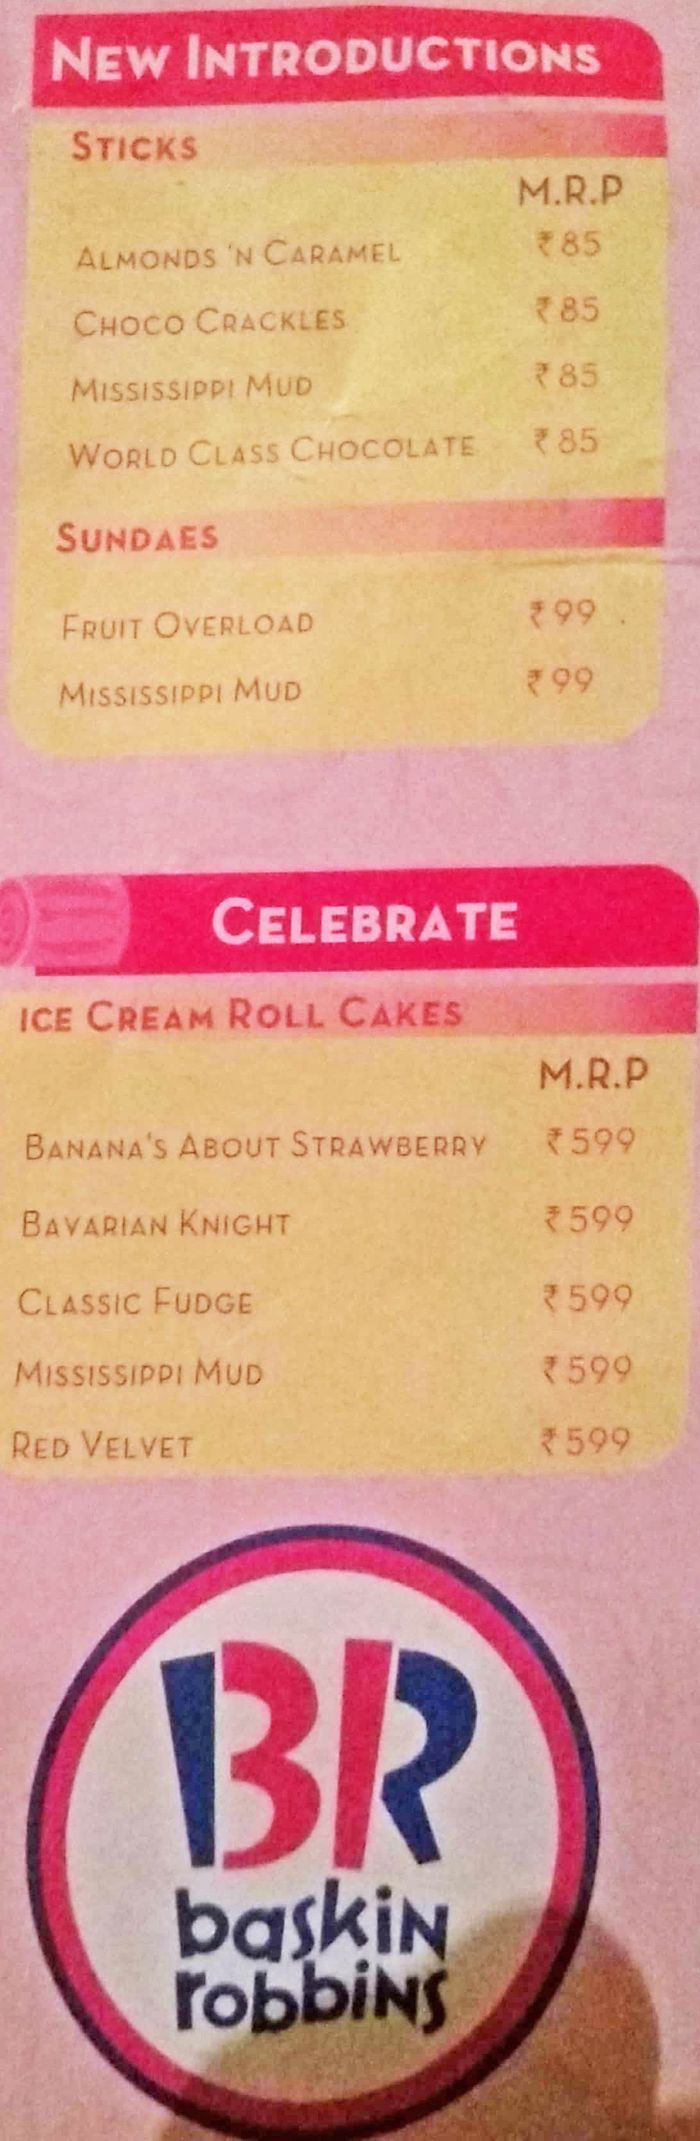 NEW INTRODUCTIONS
STICKS
M.R.P
ALMONDS 'N CARAMEL ₹85
CHOCO CRACKLES ₹85
MISSISSIPPI MUD ₹85
WORLD CLASS CHOCOLATE ₹85
SUNDAES
FRUIT OVERLOAD ₹99
MISSISSIPPI MUD ₹99
CELEBRATE
ICE CREAM ROLL CAKES
M.R.P
BANANA'S ABOUT STRAWBERRY ₹599
BAVARIAN KNIGHT ₹599
CLASSIC FUDGE ₹599
MISSISSIPPI MUD ₹599
RED VELVET ₹599
BR
baskin
robbins